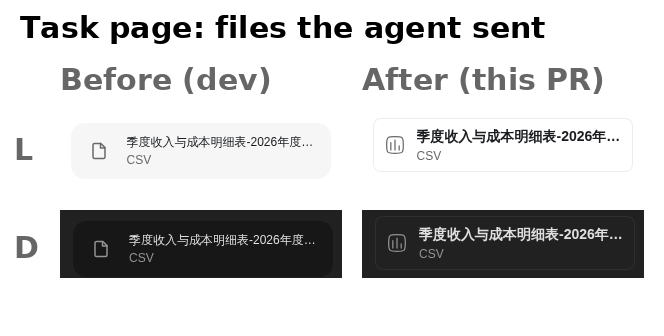 Task page: files the agent sent
Before (dev)
After (this PR)
L
季度收入与成本明细表-2026年度…
CSV
季度收入与成本明细表-2026年…
CSV
D
季度收入与成本明细表-2026年度…
CSV
季度收入与成本明细表-2026年…
CSV